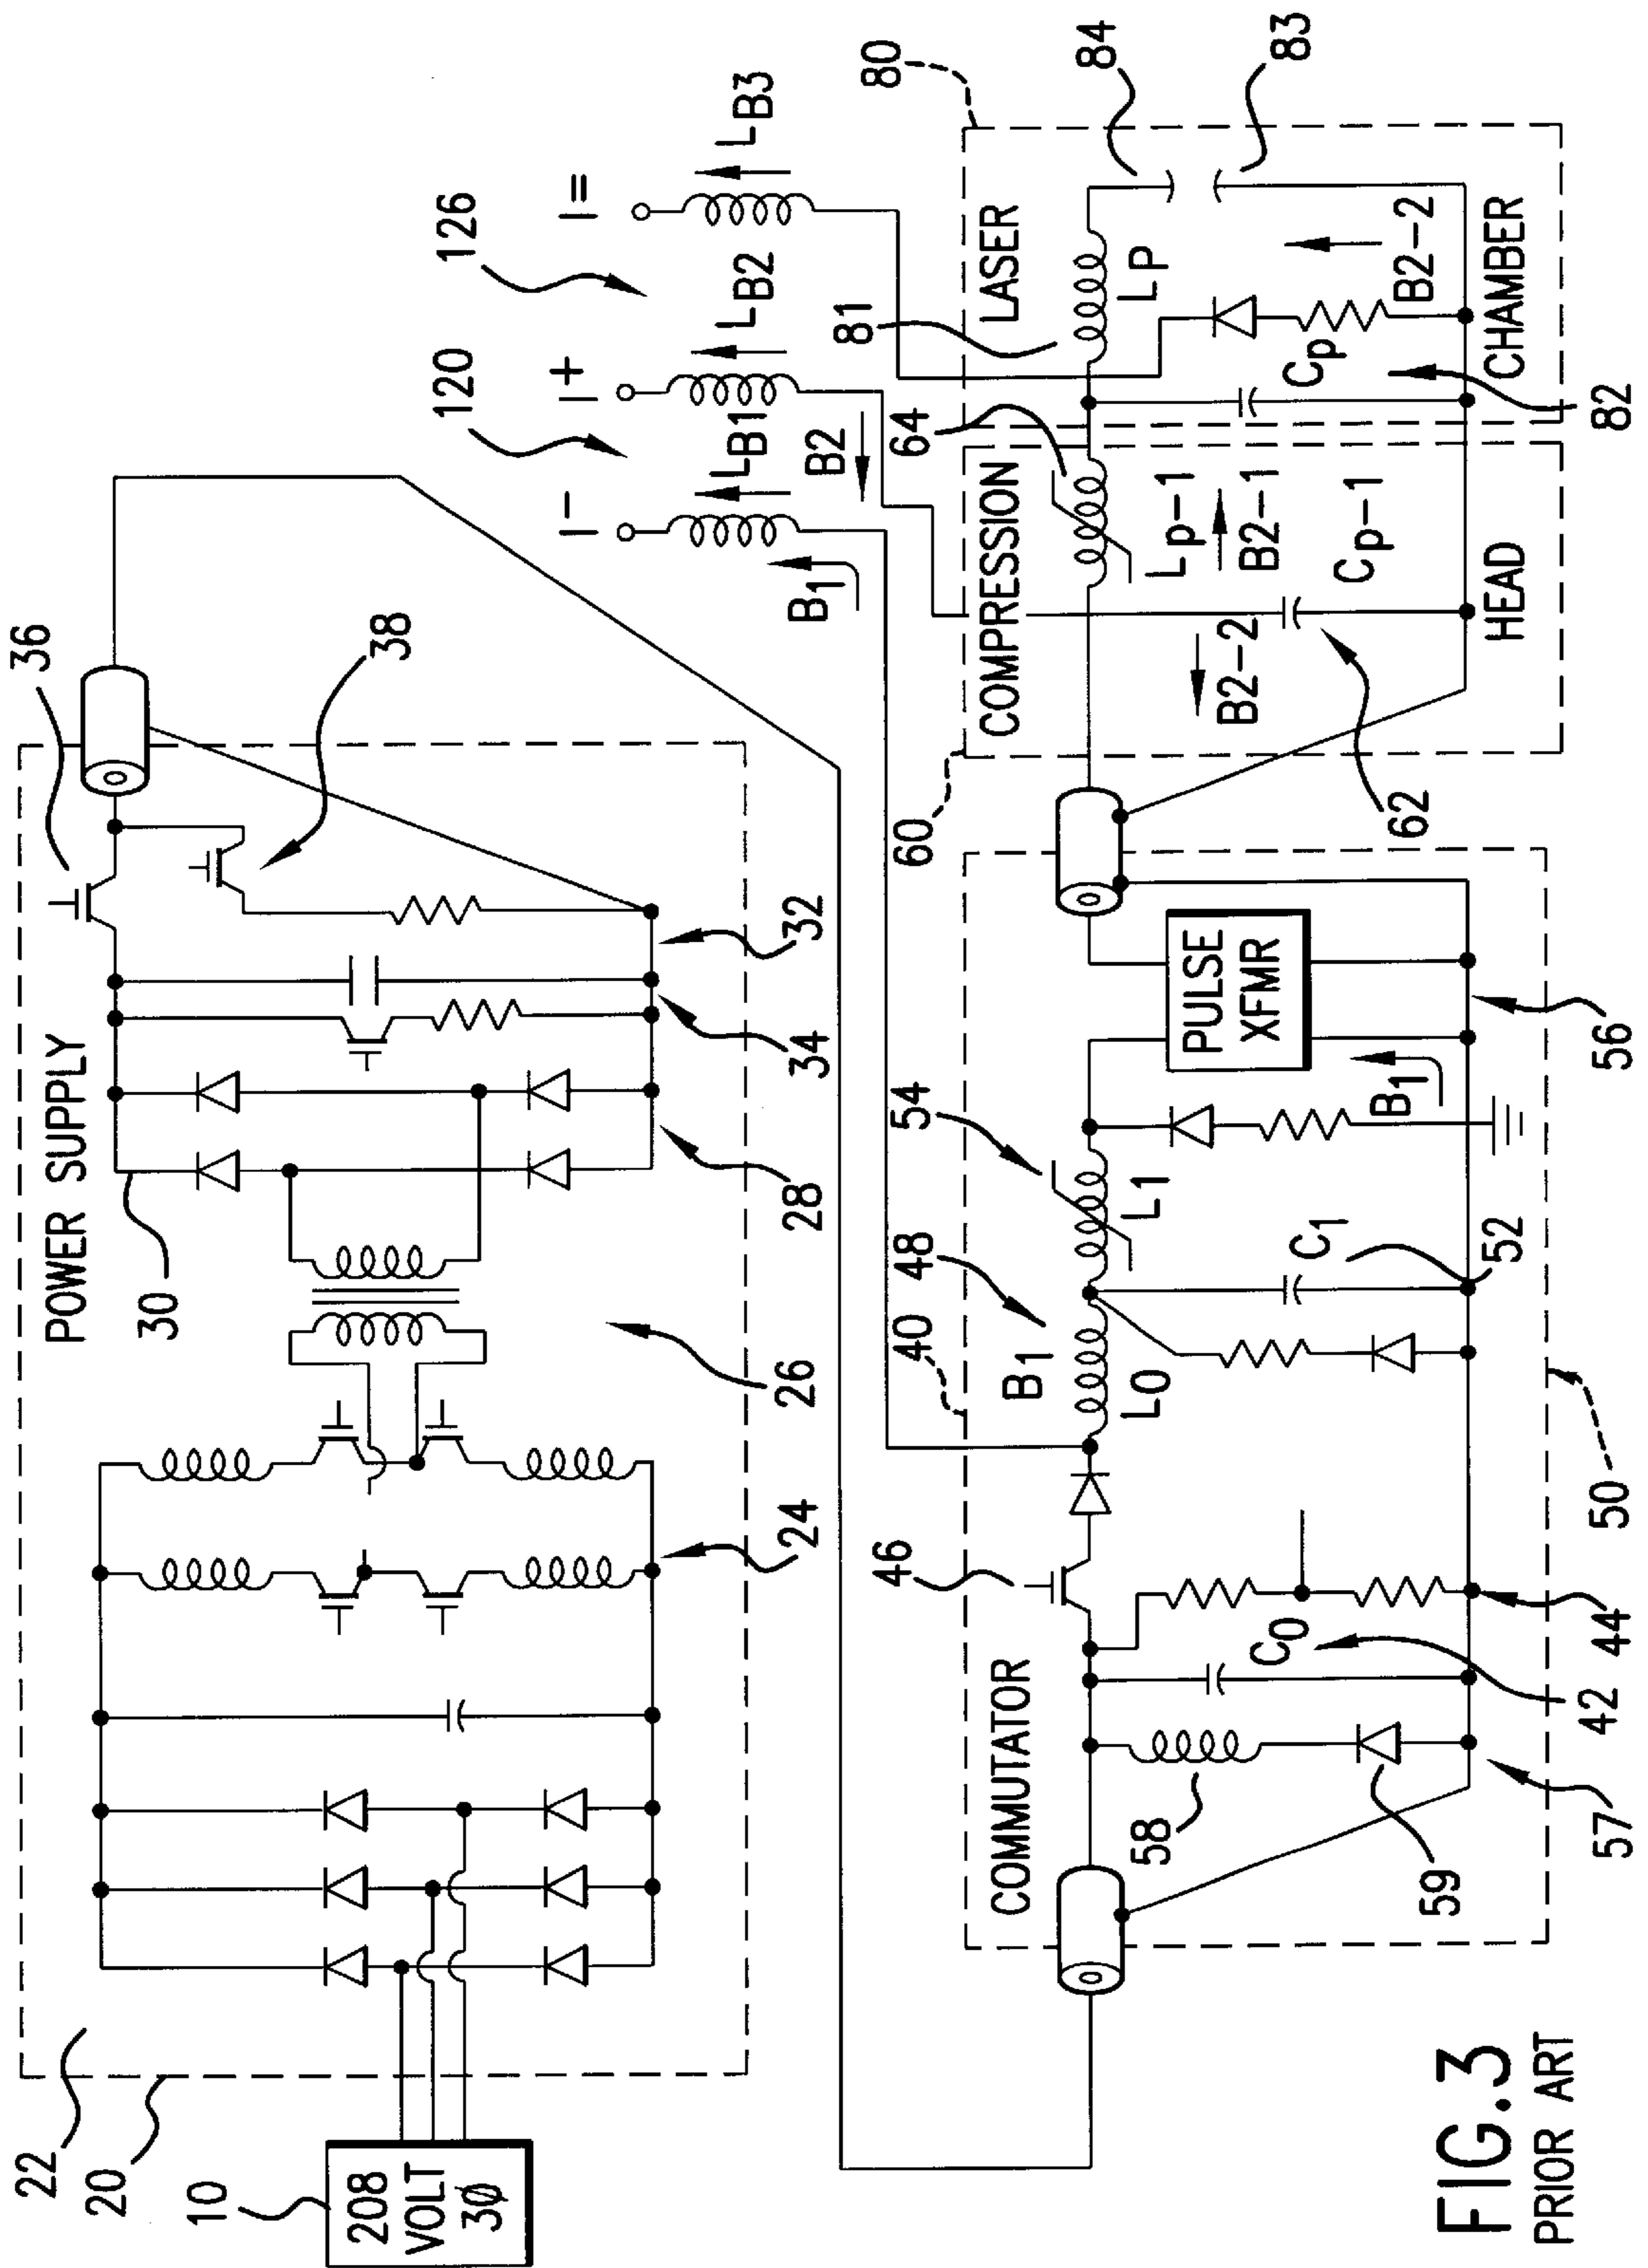 22
20
10
208
VOLT
3Ø
POWER SUPPLY
30
24
26
28
34
32
36
38
120
126
I-
I+
I=
LB1
LB2
LB3
B1
B2
COMMUTATOR
46
40
B1
48
54
L0
L1
58
59
57
C0
42
44
C1
52
50
B1
PULSE
XFMR
56
60
COMPRESSION
HEAD
64
Lp-1
B2-1
Cp-1
B2-2
62
80
LASER
CHAMBER
81
LP
84
83
Cp
B2-2
82
FIG.3
PRIOR ART